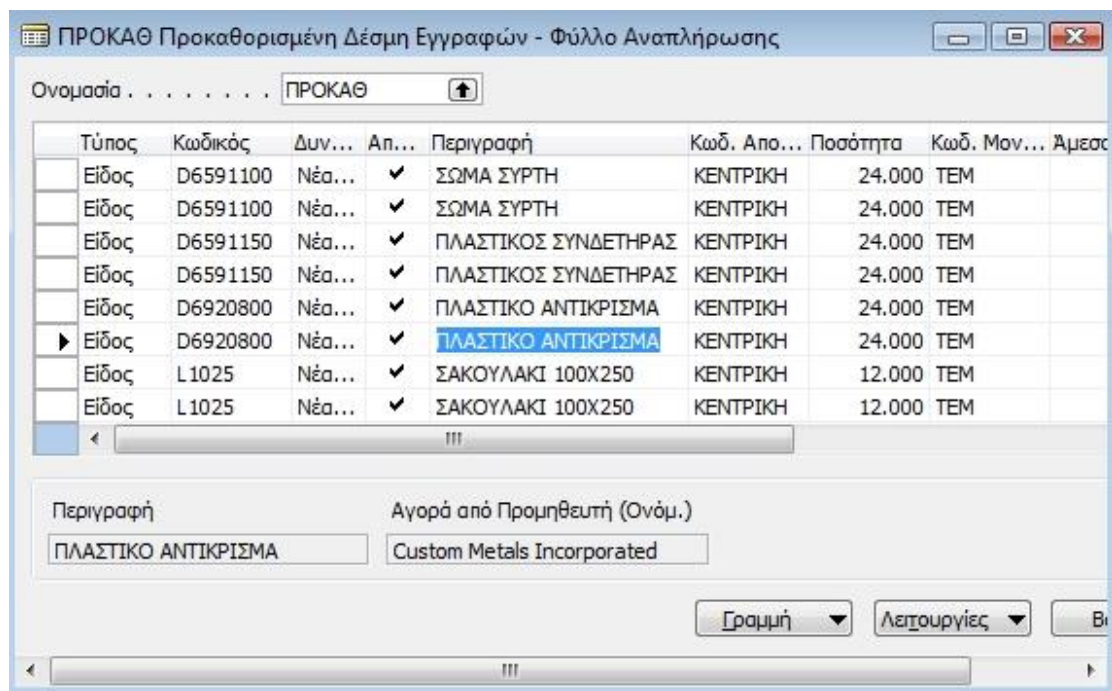 ΠΡΟΚΑΘ Προκαθορισμένη Δέσμη Εγγραφών - Φύλλο Αναπλήρωσης
Ονομασία . . . . . . . . ΠΡΟΚΑΘ
Τύπος Κωδικός Δυν... Απ... Περιγραφή Κωδ. Απο... Ποσότητα Κωδ. Μον... Άμεσο
Είδος D6591100 Νέα... ✔ ΣΩΜΑ ΣΥΡΤΗ ΚΕΝΤΡΙΚΗ 24.000 ΤΕΜ
Είδος D6591100 Νέα... ✔ ΣΩΜΑ ΣΥΡΤΗ ΚΕΝΤΡΙΚΗ 24.000 ΤΕΜ
Είδος D6591150 Νέα... ✔ ΠΛΑΣΤΙΚΟΣ ΣΥΝΔΕΤΗΡΑΣ ΚΕΝΤΡΙΚΗ 24.000 ΤΕΜ
Είδος D6591150 Νέα... ✔ ΠΛΑΣΤΙΚΟΣ ΣΥΝΔΕΤΗΡΑΣ ΚΕΝΤΡΙΚΗ 24.000 ΤΕΜ
Είδος D6920800 Νέα... ✔ ΠΛΑΣΤΙΚΟ ΑΝΤΙΚΡΙΣΜΑ ΚΕΝΤΡΙΚΗ 24.000 ΤΕΜ
Είδος D6920800 Νέα... ✔ ΠΛΑΣΤΙΚΟ ΑΝΤΙΚΡΙΣΜΑ ΚΕΝΤΡΙΚΗ 24.000 ΤΕΜ
Είδος L1025 Νέα... ✔ ΣΑΚΟΥΛΑΚΙ 100X250 ΚΕΝΤΡΙΚΗ 12.000 ΤΕΜ
Είδος L1025 Νέα... ✔ ΣΑΚΟΥΛΑΚΙ 100X250 ΚΕΝΤΡΙΚΗ 12.000 ΤΕΜ
Περιγραφή Αγορά από Προμηθευτή (Ονόμ.)
ΠΛΑΣΤΙΚΟ ΑΝΤΙΚΡΙΣΜΑ Custom Metals Incorporated
Γραμμή Λειτουργίες